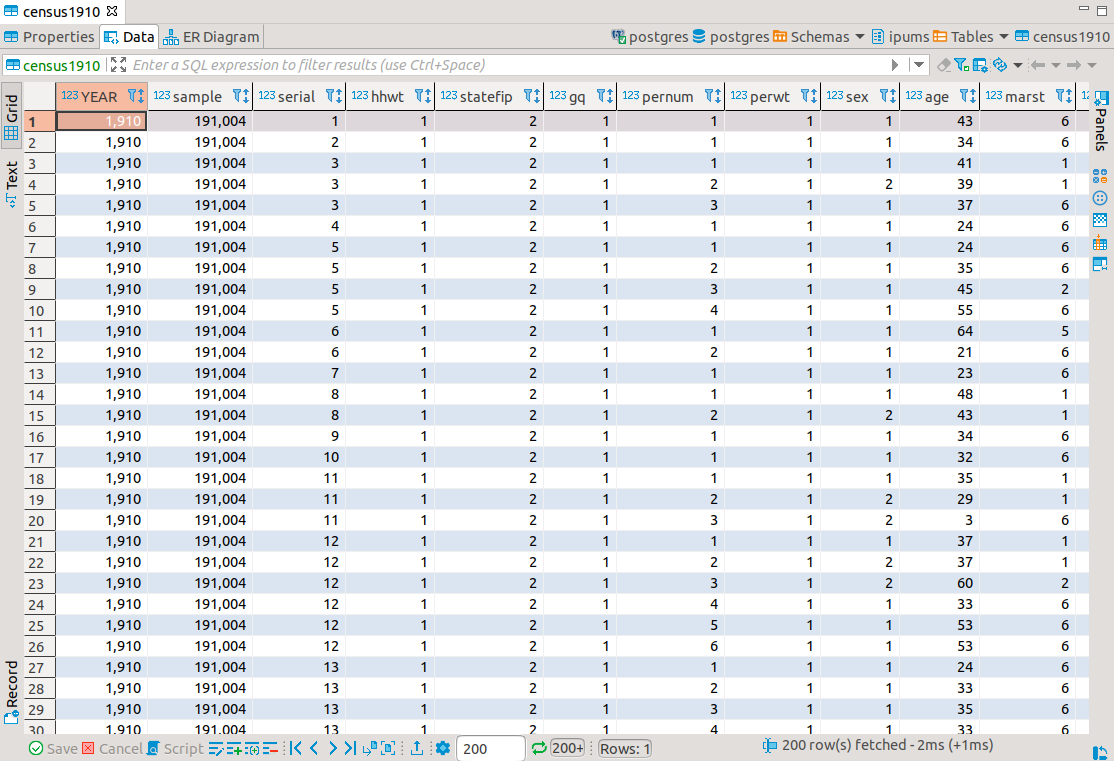 census1910
Properties Data ER Diagram postgres postgres Schemas ipums Tables census1910
census1910 Enter a SQL expression to filter results (use Ctrl+Space)
Grid
Text
Record
Panels
123 YEAR 123 sample 123 serial 123 hhwt 123 statefip 123 gq 123 pernum 123 perwt 123 sex 123 age 123 marst 12
1 1,910 191,004 1 1 2 1 1 1 1 43 6
2 1,910 191,004 2 1 2 1 1 1 1 34 6
3 1,910 191,004 3 1 2 1 1 1 1 41 1
4 1,910 191,004 3 1 2 1 2 1 2 39 1
5 1,910 191,004 3 1 2 1 3 1 1 37 6
6 1,910 191,004 4 1 2 1 1 1 1 24 6
7 1,910 191,004 5 1 2 1 1 1 1 24 6
8 1,910 191,004 5 1 2 1 2 1 1 35 6
9 1,910 191,004 5 1 2 1 3 1 1 45 2
10 1,910 191,004 5 1 2 1 4 1 1 55 6
11 1,910 191,004 6 1 2 1 1 1 1 64 5
12 1,910 191,004 6 1 2 1 2 1 1 21 6
13 1,910 191,004 7 1 2 1 1 1 1 23 6
14 1,910 191,004 8 1 2 1 1 1 1 48 1
15 1,910 191,004 8 1 2 1 2 1 2 43 1
16 1,910 191,004 9 1 2 1 1 1 1 34 6
17 1,910 191,004 10 1 2 1 1 1 1 32 6
18 1,910 191,004 11 1 2 1 1 1 1 35 1
19 1,910 191,004 11 1 2 1 2 1 2 29 1
20 1,910 191,004 11 1 2 1 3 1 2 3 6
21 1,910 191,004 12 1 2 1 1 1 1 37 1
22 1,910 191,004 12 1 2 1 2 1 2 37 1
23 1,910 191,004 12 1 2 1 3 1 2 60 2
24 1,910 191,004 12 1 2 1 4 1 1 33 6
25 1,910 191,004 12 1 2 1 5 1 1 53 6
26 1,910 191,004 12 1 2 1 6 1 1 53 6
27 1,910 191,004 13 1 2 1 1 1 1 24 6
28 1,910 191,004 13 1 2 1 2 1 1 33 6
29 1,910 191,004 13 1 2 1 3 1 1 35 6
30 1,910 191,004 13 1 2 1 4 1 1 33 6
Save Cancel Script 200 200+ Rows: 1 200 row(s) fetched - 2ms (+1ms)